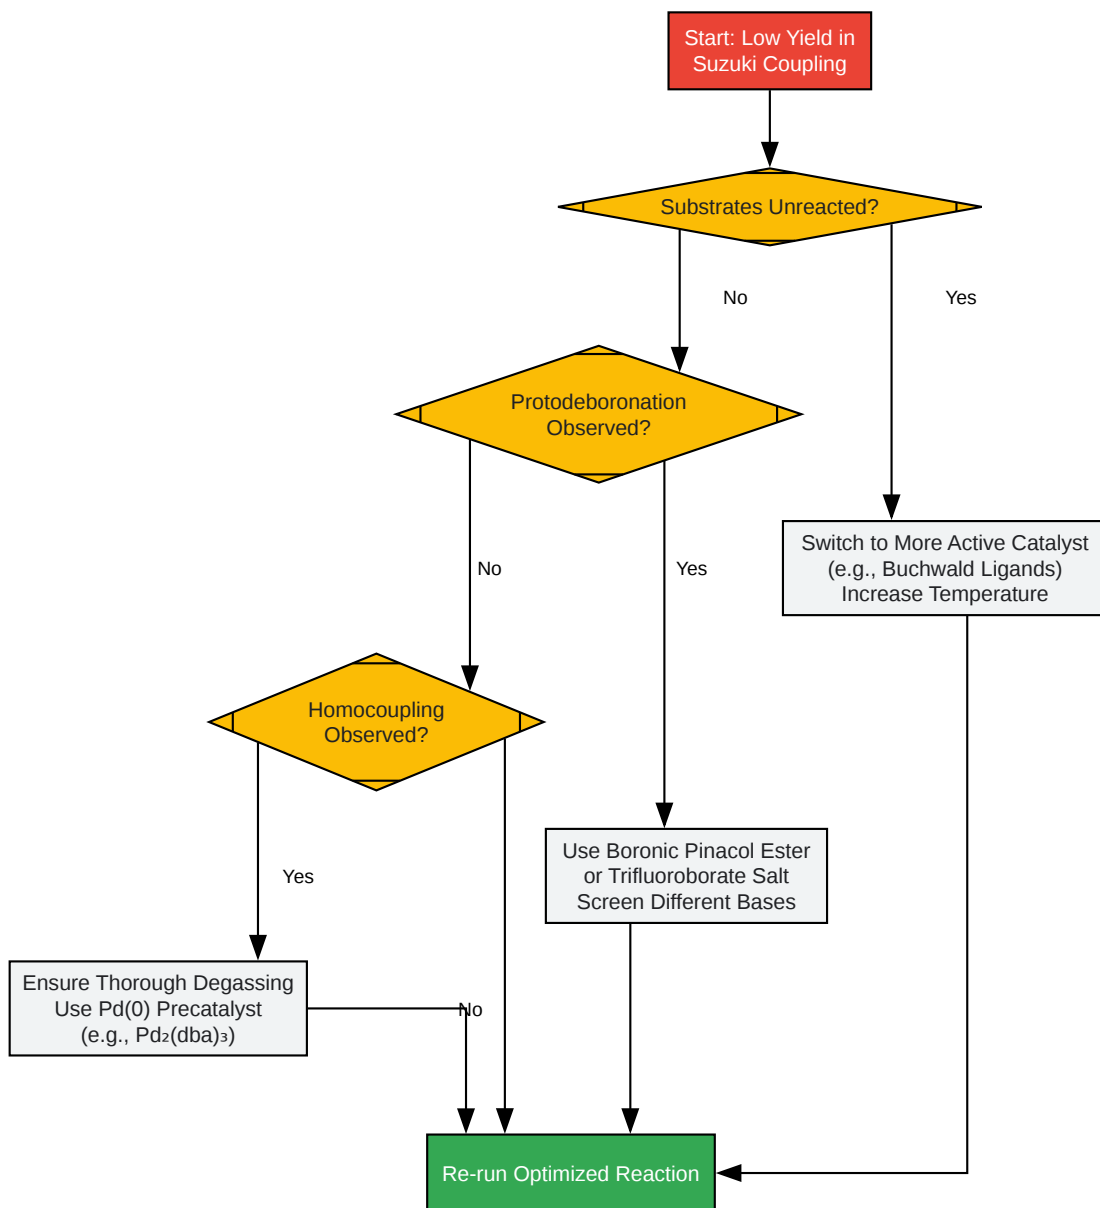 Start: Low Yield in
Suzuki Coupling
Substrates Unreacted?
No
Yes
Protodeboronation
Observed?
Switch to More Active Catalyst
(e.g., Buchwald Ligands)
Increase Temperature
No
Yes
Homocoupling
Observed?
Use Boronic Pinacol Ester
or Trifluoroborate Salt
Screen Different Bases
Yes
Ensure Thorough Degassing
Use Pd(0) Precatalyst
(e.g., Pd₂(dba)₃)
No
Re-run Optimized Reaction